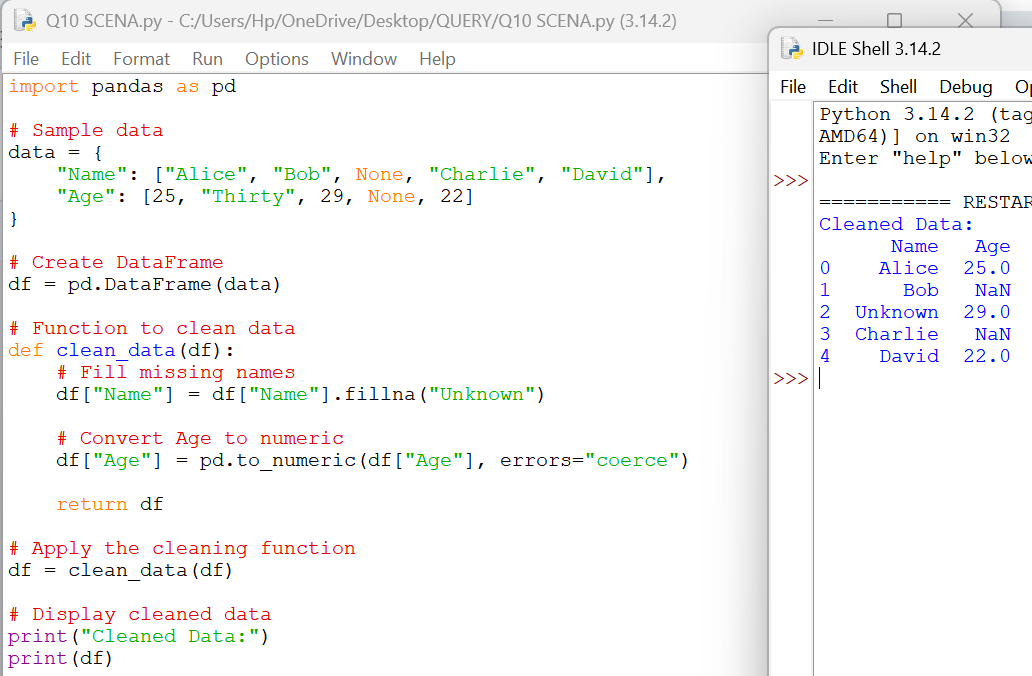 Q10 SCENA.py - C:/Users/Hp/OneDrive/Desktop/QUERY/Q10 SCENA.py (3.14.2)
File Edit Format Run Options Window Help
import pandas as pd

# Sample data
data = {
    "Name": ["Alice", "Bob", None, "Charlie", "David"],
    "Age": [25, "Thirty", 29, None, 22]
}

# Create DataFrame
df = pd.DataFrame(data)

# Function to clean data
def clean_data(df):
    # Fill missing names
    df["Name"] = df["Name"].fillna("Unknown")

    # Convert Age to numeric
    df["Age"] = pd.to_numeric(df["Age"], errors="coerce")

    return df

# Apply the cleaning function
df = clean_data(df)

# Display cleaned data
print("Cleaned Data:")
print(df)
IDLE Shell 3.14.2
File Edit Shell Debug Op
Python 3.14.2 (tag
AMD64)] on win32
Enter "help" below
>>>
=========== RESTAR
Cleaned Data:
      Name   Age
0    Alice  25.0
1      Bob   NaN
2  Unknown  29.0
3  Charlie   NaN
4    David  22.0
>>>